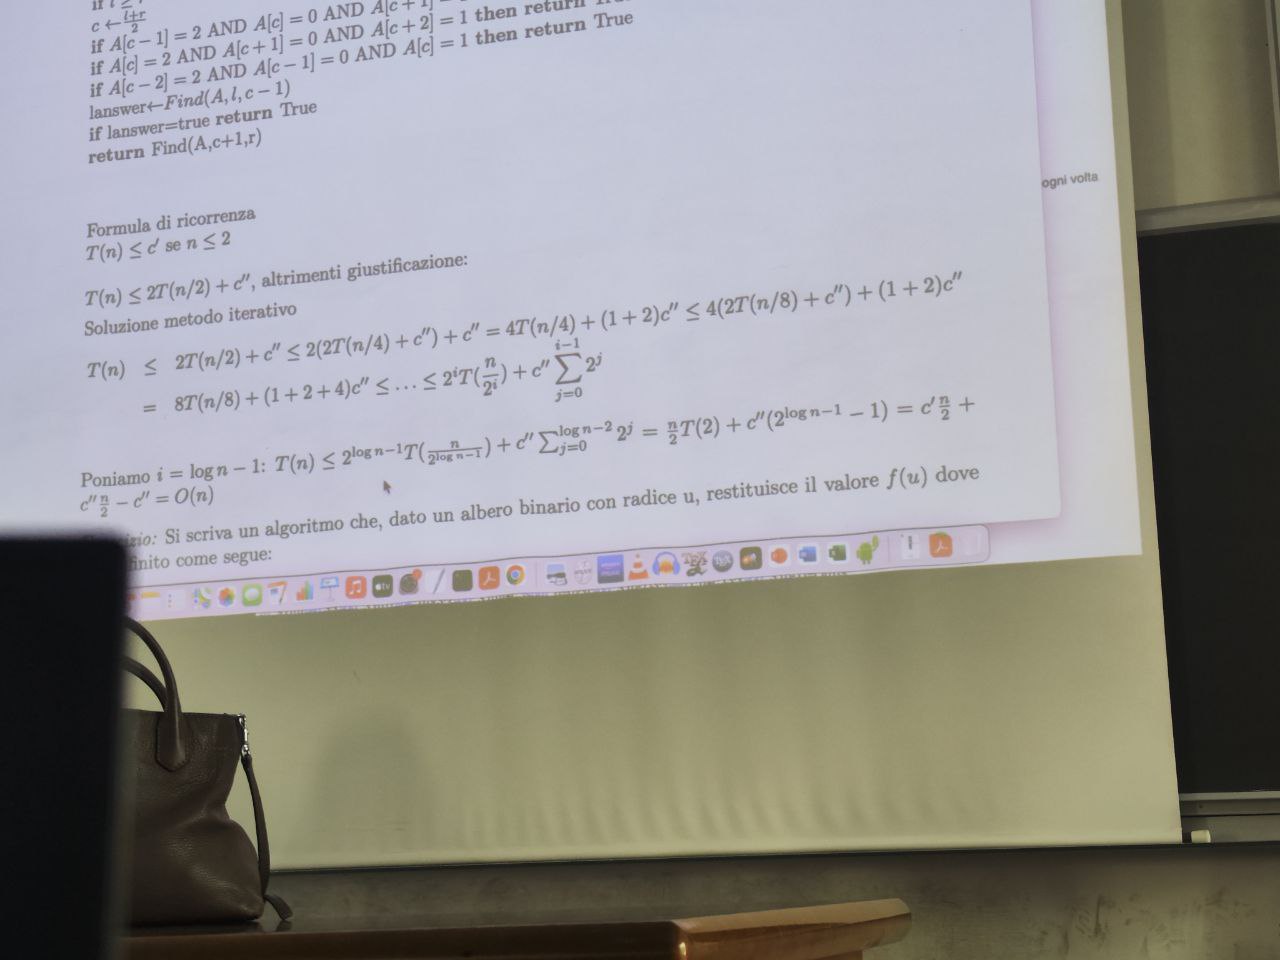 c ← l+r/2
if A[c − 1] = 2 AND A[c] = 0 AND A[c + 1]
if A[c] = 2 AND A[c + 1] = 0 AND A[c + 2] = 1 then return
if A[c − 2] = 2 AND A[c − 1] = 0 AND A[c] = 1 then return True
lanswer←Find(A, l, c − 1)
if lanswer=true return True
return Find(A,c+1,r)
ogni volta
Formula di ricorrenza
T(n) ≤ c′ se n ≤ 2
T(n) ≤ 2T(n/2) + c″, altrimenti giustificazione:
Soluzione metodo iterativo
T(n) ≤ 2T(n/2) + c″ ≤ 2(2T(n/4) + c″) + c″ = 4T(n/4) + (1 + 2)c″ ≤ 4(2T(n/8) + c″) + (1 + 2)c″
= 8T(n/8) + (1 + 2 + 4)c″ ≤ … ≤ 2^i T(n/2^i) + c″ ∑_{j=0}^{i−1} 2^j
Poniamo i = log n − 1: T(n) ≤ 2^{log n−1}T(n/2^{log n−1}) + c″ ∑_{j=0}^{log n−2} 2^j = n/2 T(2) + c″(2^{log n−1} − 1) = c′ n/2 +
c″ n/2 − c″ = O(n)
izio: Si scriva un algoritmo che, dato un albero binario con radice u, restituisce il valore f(u) dove
finito come segue: